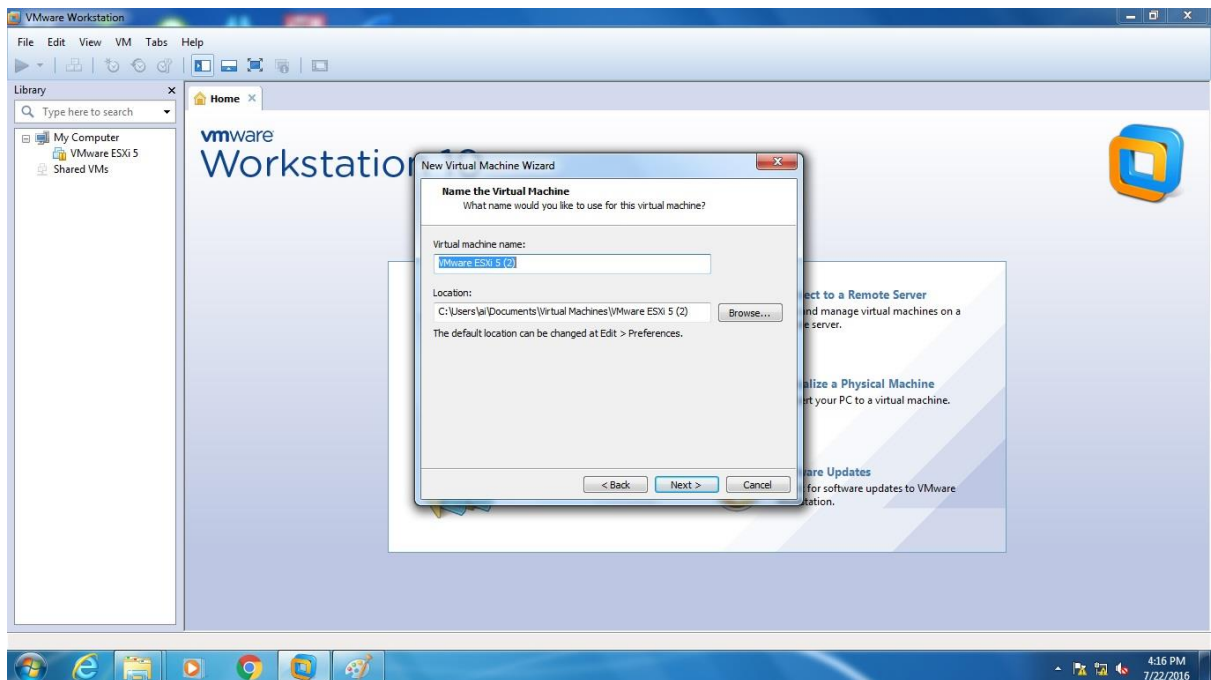 VMware Workstation
File Edit View VM Tabs Help
Library
Type here to search
My Computer
VMware ESXi 5
Shared VMs
Home
vmware
Workstation 10
New Virtual Machine Wizard
Name the Virtual Machine
What name would you like to use for this virtual machine?
Virtual machine name:
VMware ESXi 5 (2)
Location:
C:\Users\ai\Documents\Virtual Machines\VMware ESXi 5 (2)
Browse...
The default location can be changed at Edit > Preferences.
< Back Next > Cancel
ect to a Remote Server
and manage virtual machines on a
e server.
alize a Physical Machine
ert your PC to a virtual machine.
are Updates
for software updates to VMware
station.
4:16 PM
7/22/2016